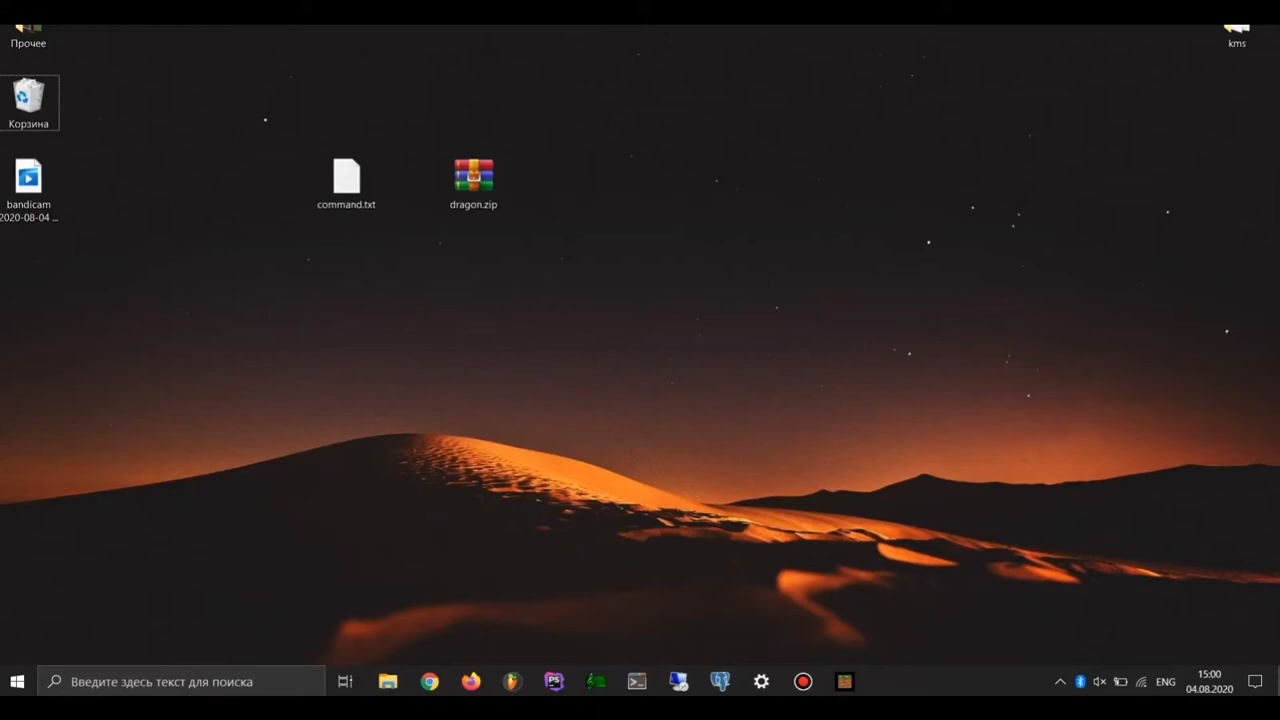 Прочее
kms
Корзина
bandicam
2020-08-04 ...
command.txt
dragon.zip
Введите здесь текст для поиска
PS
ENG
15:00
04.08.2020